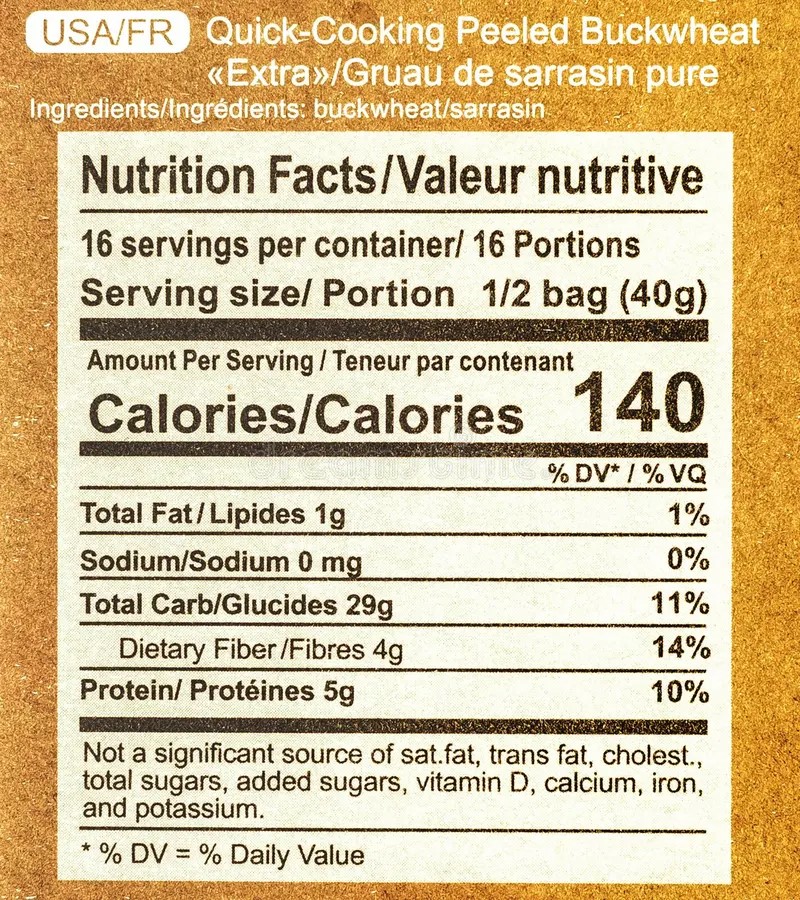 USA/FR Quick-Cooking Peeled Buckwheat
«Extra»/Gruau de sarrasin pure
Ingredients/Ingrédients: buckwheat/sarrasin
Nutrition Facts/Valeur nutritive
16 servings per container/ 16 Portions
Serving size/ Portion 1/2 bag (40g)
Amount Per Serving / Teneur par contenant
Calories/Calories 140
% DV* / % VQ
Total Fat/Lipides 1g 1%
Sodium/Sodium 0 mg 0%
Total Carb/Glucides 29g 11%
Dietary Fiber/Fibres 4g 14%
Protein/ Protéines 5g 10%
Not a significant source of sat.fat, trans fat, cholest.,
total sugars, added sugars, vitamin D, calcium, iron,
and potassium.
* % DV = % Daily Value